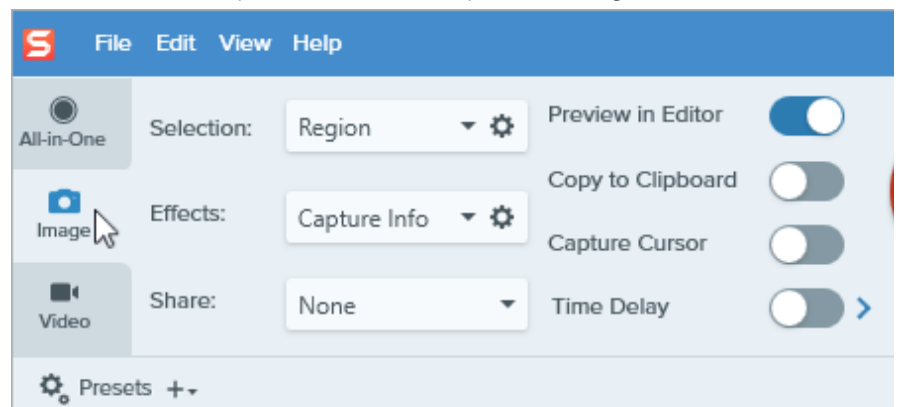 File Edit View Help
All-in-One
Image
Video
Selection: Region
Effects: Capture Info
Share: None
Preview in Editor
Copy to Clipboard
Capture Cursor
Time Delay
Presets